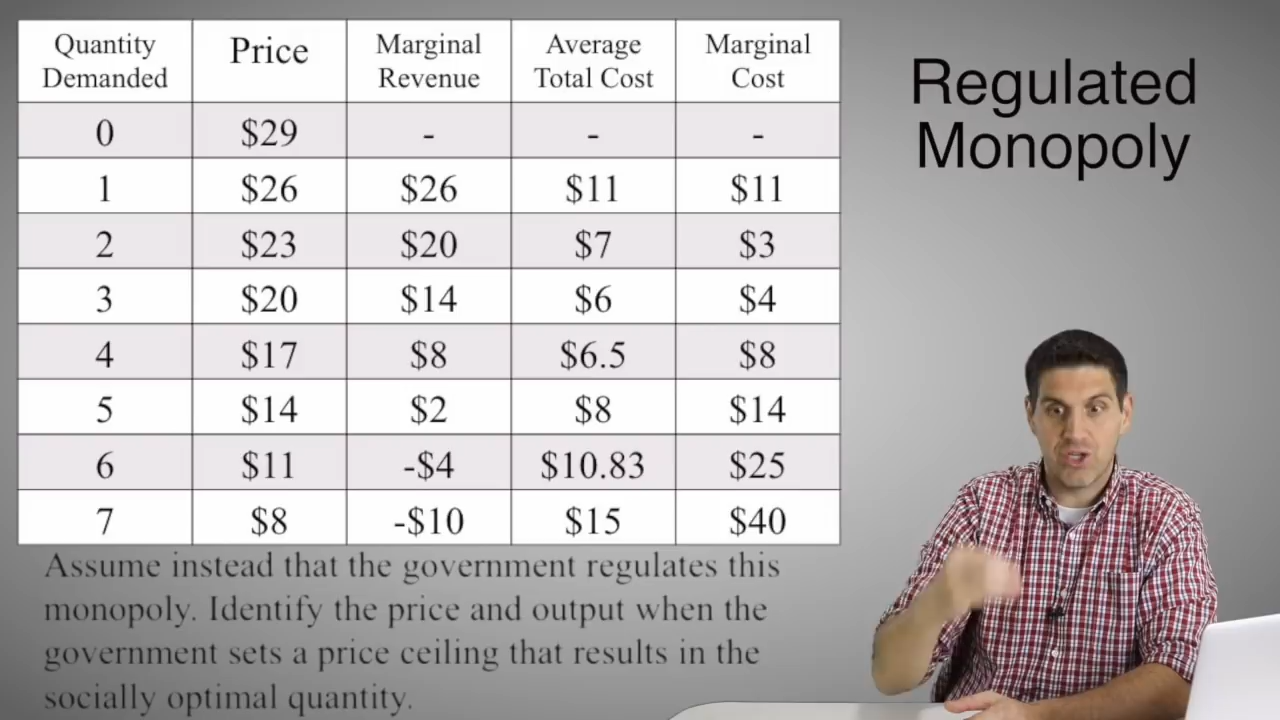 Quantity Demanded Price Marginal Revenue Average Total Cost Marginal Cost
0 $29 - - -
1 $26 $26 $11 $11
2 $23 $20 $7 $3
3 $20 $14 $6 $4
4 $17 $8 $6.5 $8
5 $14 $2 $8 $14
6 $11 -$4 $10.83 $25
7 $8 -$10 $15 $40
Assume instead that the government regulates this
monopoly. Identify the price and output when the
government sets a price ceiling that results in the
socially optimal quantity.
Regulated
Monopoly